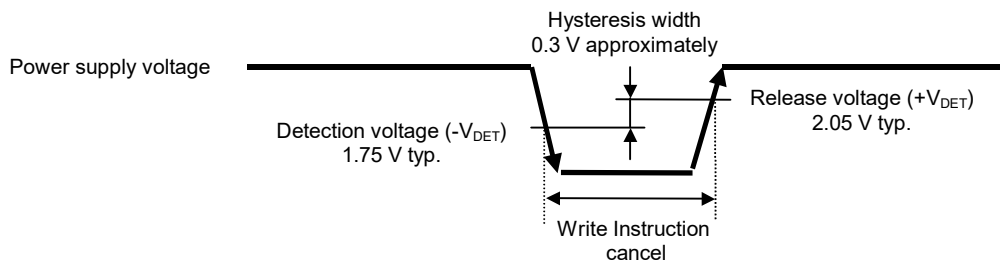 Hysteresis width
0.3 V approximately
Power supply voltage
Release voltage (+VDET)
2.05 V typ.
Detection voltage (-VDET)
1.75 V typ.
Write Instruction
cancel